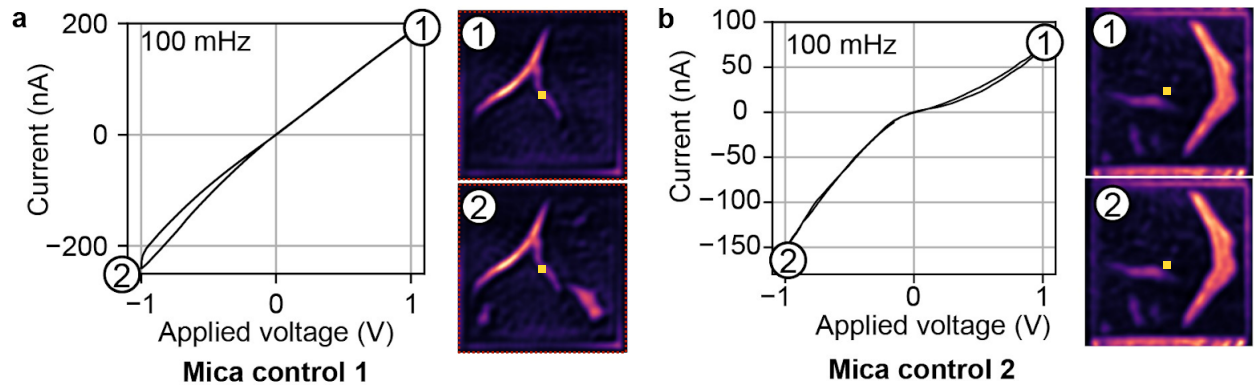 a
200
100 mHz
1
Current (nA)
0
−200
2
−1
0
1
Applied voltage (V)
Mica control 1
1
2
b
100
100 mHz
1
50
Current (nA)
0
−50
−100
−150
2
−1
0
1
Applied voltage (V)
Mica control 2
1
2